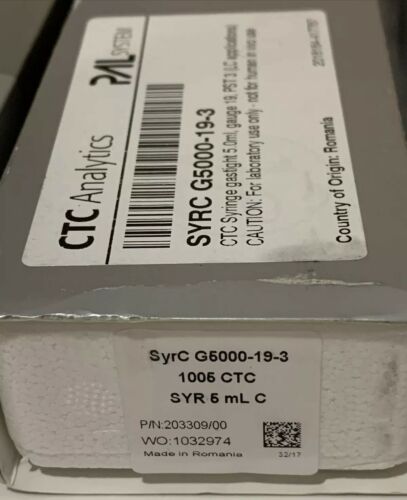 CTC Analytics
PAL SYSTEM
SYRC G5000-19-3
CTC Syringe gastight 5.0ml, gauge 19, PST 3 (LC applications)
CAUTION: For laboratory use only - not for human in vivo use
Country of Origin: Romania
SyrC G5000-19-3
1005 CTC
SYR 5 mL C
P/N:203309/00
WO:1032974
Made in Romania
32/17